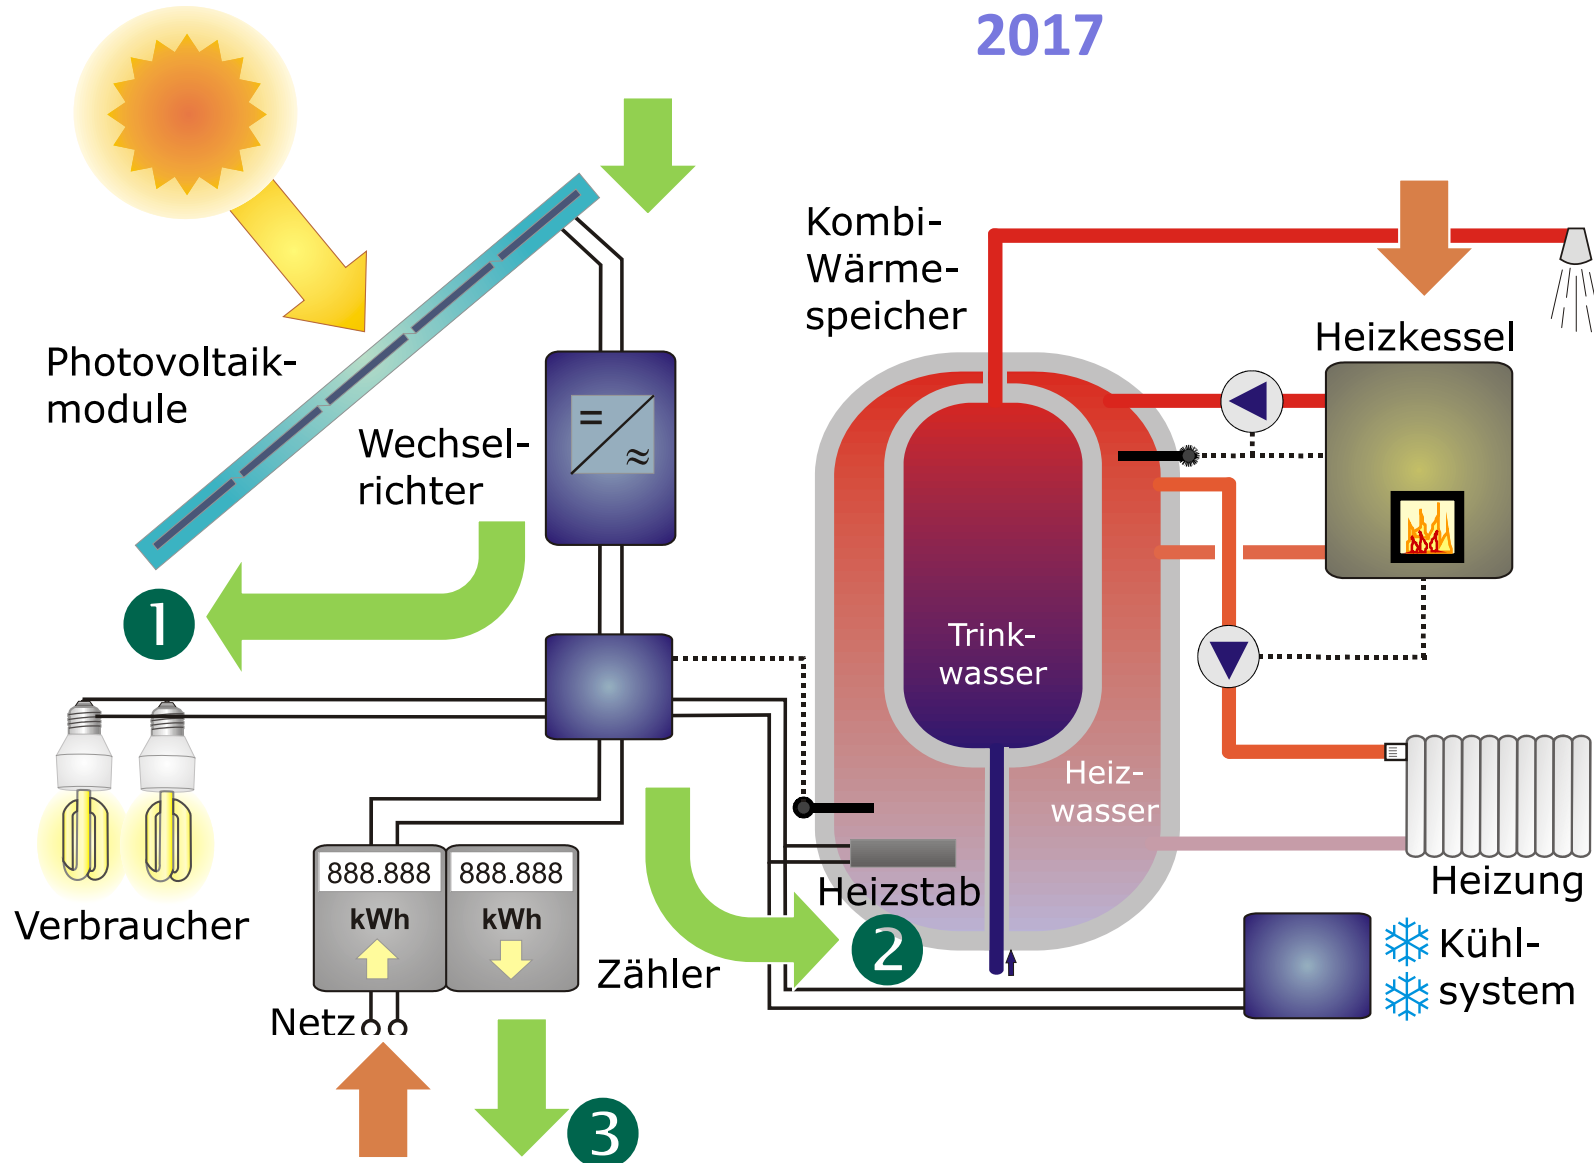 2017
Kombi-
Wärme-
speicher
Heizkessel
Photovoltaik-
module
Wechsel-
richter
=
≈
1
Trink-
wasser
Heiz-
wasser
888.888
kWh
888.888
kWh
Verbraucher
Zähler
Netz
Heizstab
2
Heizung
Kühl-
system
3